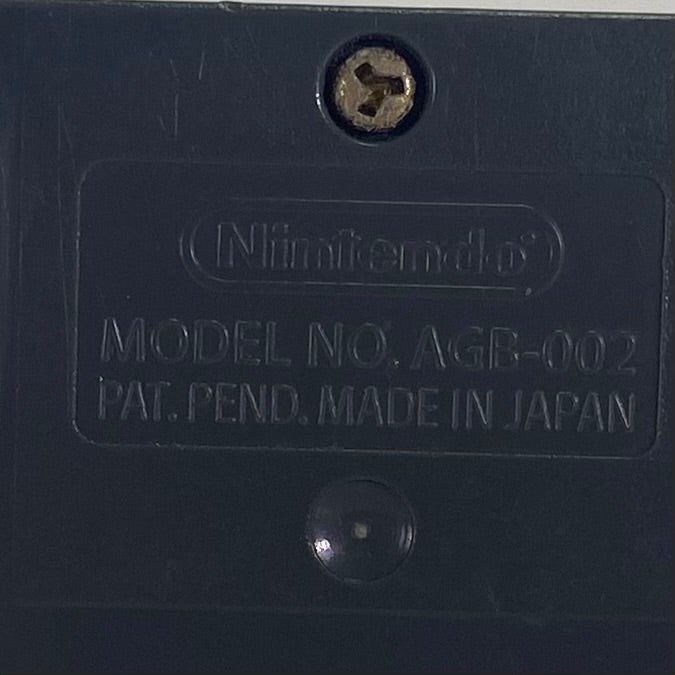 Nintendo®
MODEL NO. AGB-002
PAT. PEND. MADE IN JAPAN